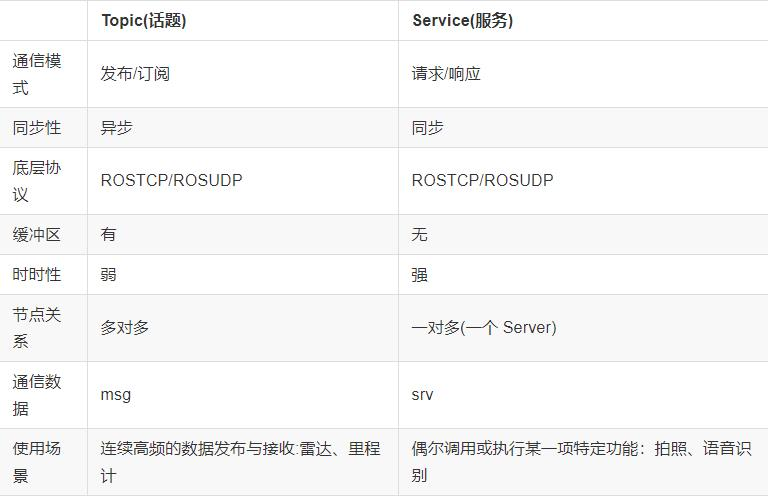 Topic(话题) Service(服务)
通信模
式 发布/订阅 请求/响应
同步性 异步 同步
底层协
议 ROSTCP/ROSUDP ROSTCP/ROSUDP
缓冲区 有 无
时时性 弱 强
节点关
系 多对多 一对多(一个 Server)
通信数
据 msg srv
使用场
景 连续高频的数据发布与接收:雷达、里程
计 偶尔调用或执行某一项特定功能：拍照、语音识
别